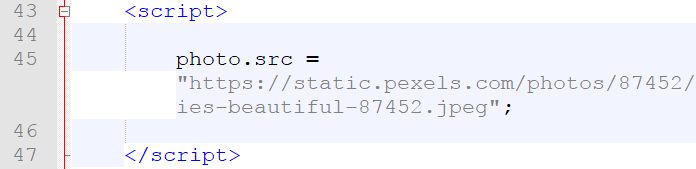 43 <script>
44
45 photo.src =
"https://static.pexels.com/photos/87452/
ies-beautiful-87452.jpeg";
46
47 </script>